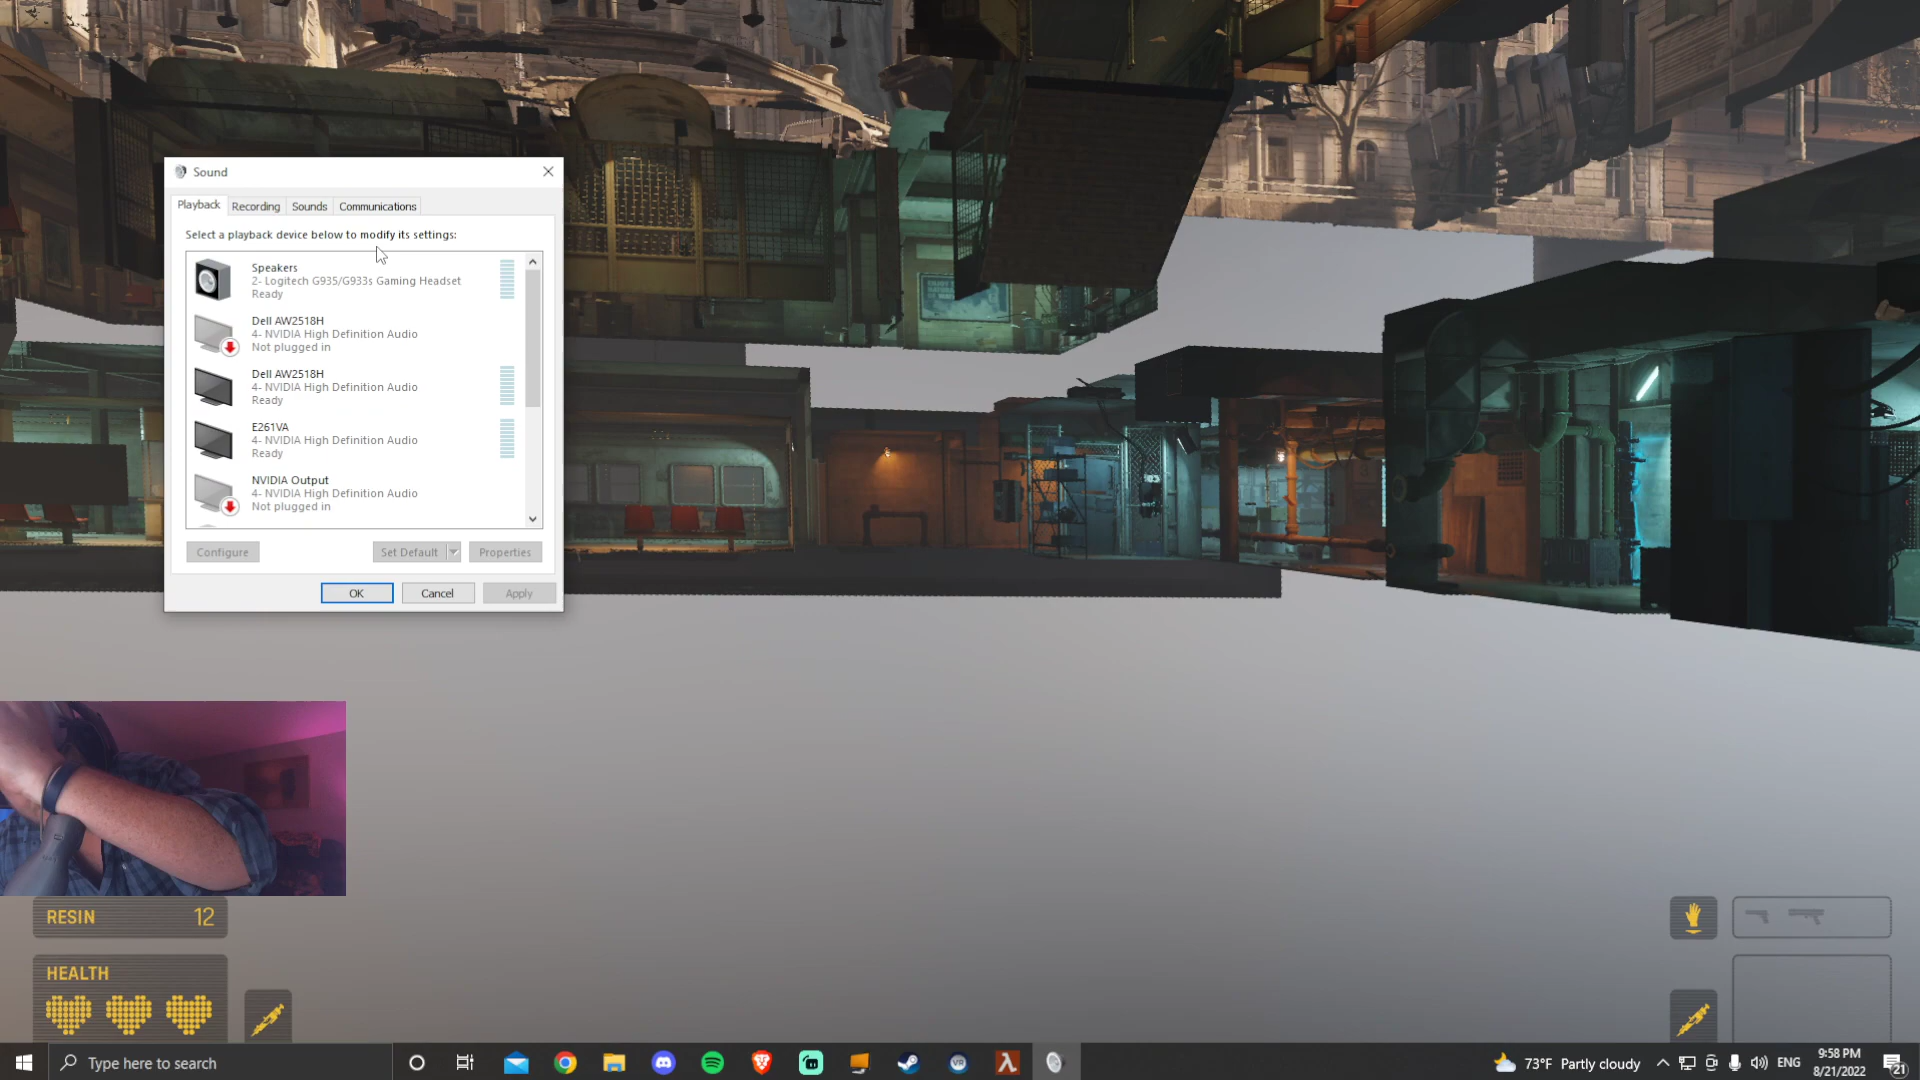 Sound
Playback
Recording
Sounds
Communications
Select a playback device below to modify its settings:
Speakers
2- Logitech G935/G933s Gaming Headset
Ready
Dell AW2518H
4- NVIDIA High Definition Audio
Not plugged in
Dell AW2518H
4- NVIDIA High Definition Audio
Ready
E261VA
4- NVIDIA High Definition Audio
Ready
NVIDIA Output
4- NVIDIA High Definition Audio
Not plugged in
Configure
Set Default
Properties
OK
Cancel
Apply
RESIN 12
HEALTH
Type here to search
VR
73°F Partly cloudy
ENG
9:58 PM
8/21/2022
21